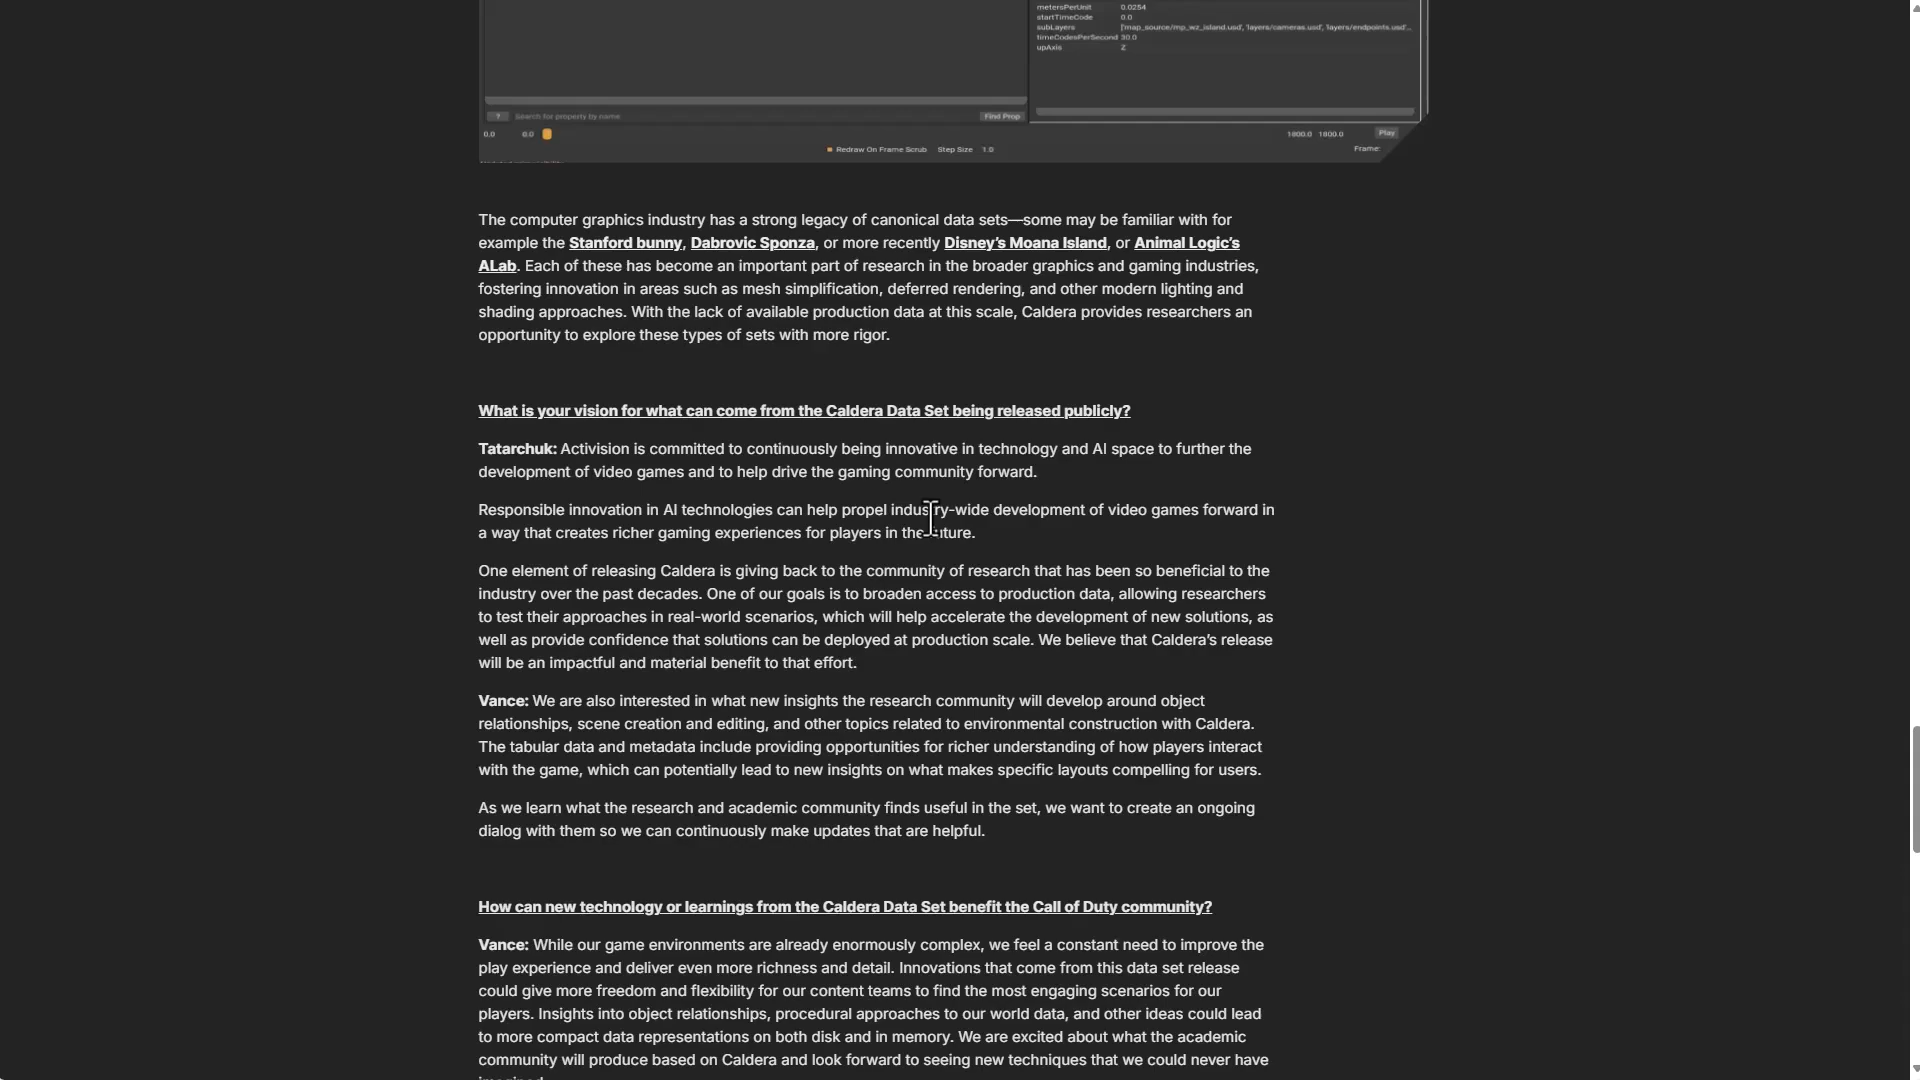 metersPerUnit 0.0254
startTimeCode 0.0
subLayers ['map_source/mp_wz_island.usd', 'layers/cameras.usd', 'layers/endpoints.usd'...
timeCodesPerSecond 30.0
upAxis Z
? Search for property by name Find Prop
0.0 0.0 1800.0 1800.0 Play
Redraw On Frame Scrub Step Size 1.0 Frame:
The computer graphics industry has a strong legacy of canonical data sets—some may be familiar with for
example the Stanford bunny, Dabrovic Sponza, or more recently Disney's Moana Island, or Animal Logic's
ALab. Each of these has become an important part of research in the broader graphics and gaming industries,
fostering innovation in areas such as mesh simplification, deferred rendering, and other modern lighting and
shading approaches. With the lack of available production data at this scale, Caldera provides researchers an
opportunity to explore these types of sets with more rigor.
What is your vision for what can come from the Caldera Data Set being released publicly?
Tatarchuk: Activision is committed to continuously being innovative in technology and AI space to further the
development of video games and to help drive the gaming community forward.
Responsible innovation in AI technologies can help propel industry-wide development of video games forward in
a way that creates richer gaming experiences for players in the future.
One element of releasing Caldera is giving back to the community of research that has been so beneficial to the
industry over the past decades. One of our goals is to broaden access to production data, allowing researchers
to test their approaches in real-world scenarios, which will help accelerate the development of new solutions, as
well as provide confidence that solutions can be deployed at production scale. We believe that Caldera's release
will be an impactful and material benefit to that effort.
Vance: We are also interested in what new insights the research community will develop around object
relationships, scene creation and editing, and other topics related to environmental construction with Caldera.
The tabular data and metadata include providing opportunities for richer understanding of how players interact
with the game, which can potentially lead to new insights on what makes specific layouts compelling for users.
As we learn what the research and academic community finds useful in the set, we want to create an ongoing
dialog with them so we can continuously make updates that are helpful.
How can new technology or learnings from the Caldera Data Set benefit the Call of Duty community?
Vance: While our game environments are already enormously complex, we feel a constant need to improve the
play experience and deliver even more richness and detail. Innovations that come from this data set release
could give more freedom and flexibility for our content teams to find the most engaging scenarios for our
players. Insights into object relationships, procedural approaches to our world data, and other ideas could lead
to more compact data representations on both disk and in memory. We are excited about what the academic
community will produce based on Caldera and look forward to seeing new techniques that we could never have